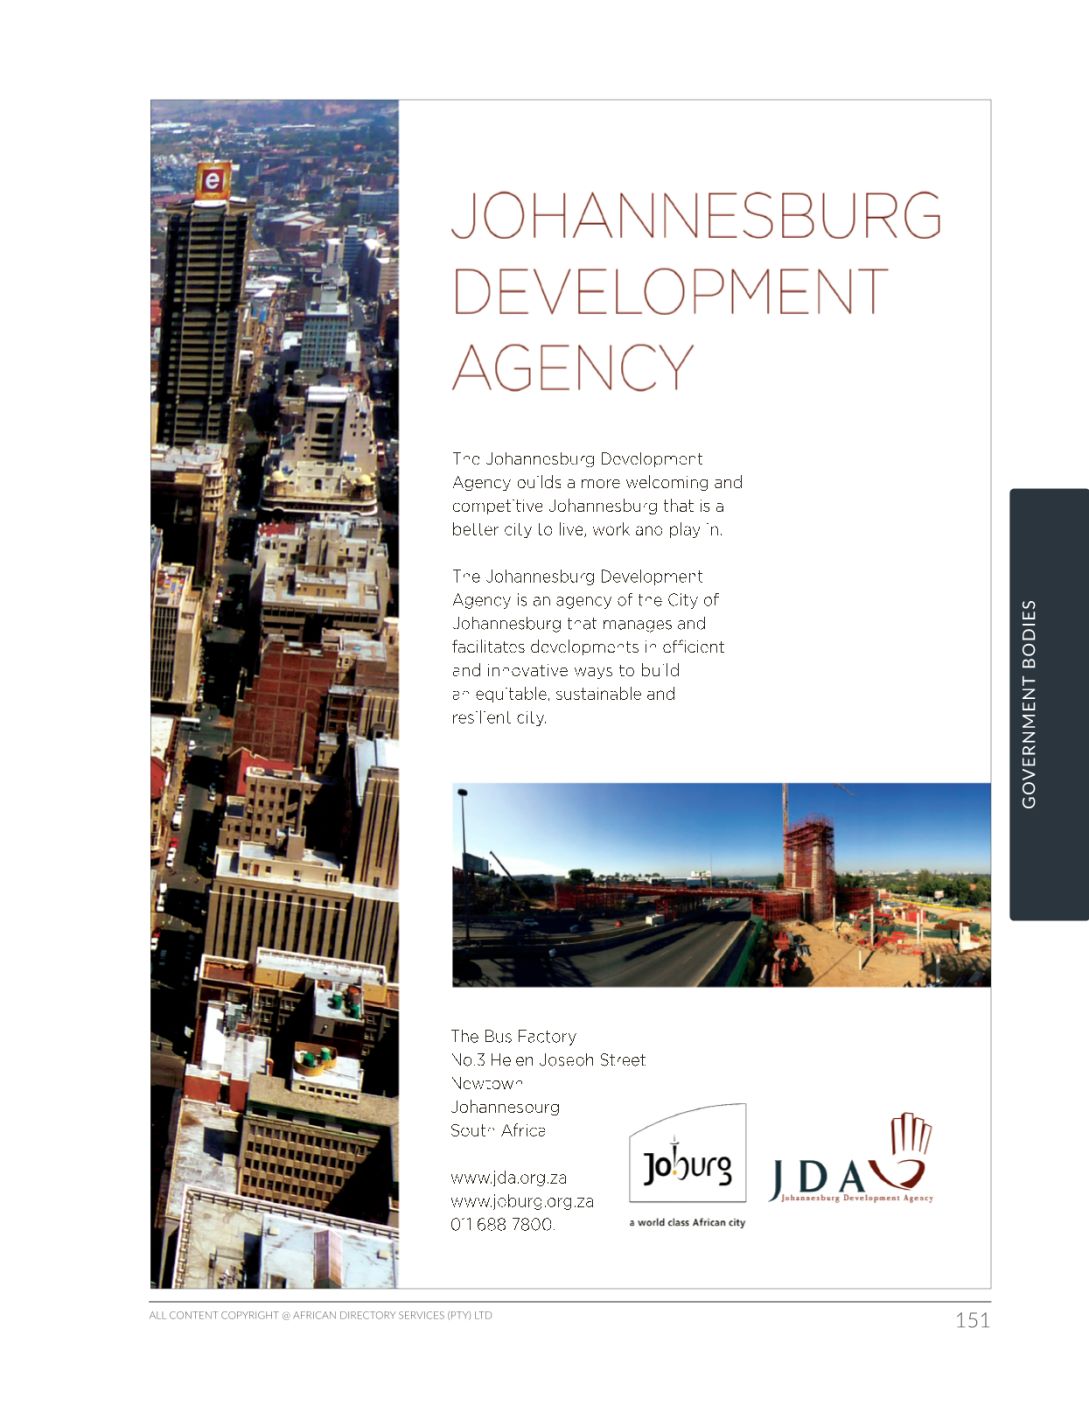 e
JOHANNESBURG
DEVELOPMENT
AGENCY
The Johannesburg Development
Agency builds a more welcoming and
competitive Johannesburg that is a
better city to live, work and play in.
The Johannesburg Development
Agency is an agency of the City of
Johannesburg that manages and
facilitates developments in efficient
and innovative ways to build
an equitable, sustainable and
resilient city.
GOVERNMENT BODIES
The Bus Factory
No.3 Helen Joseph Street
Newtown
Johannesburg
South Africa
www.jda.org.za
www.joburg.org.za
011 688 7800.
Joburg
a world class African city
JDA
Johannesburg Development Agency
ALL CONTENT COPYRIGHT @ AFRICAN DIRECTORY SERVICES (PTY) LTD
151